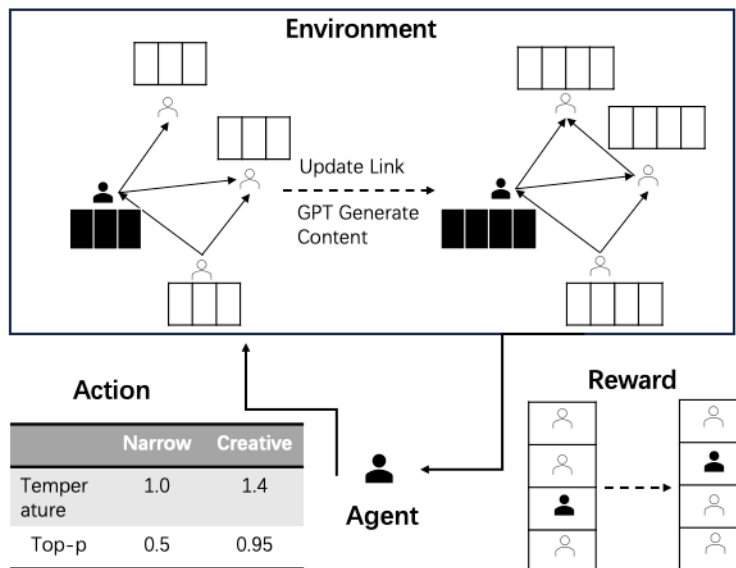 Environment
Update Link
GPT Generate
Content
Action
Narrow Creative
Temper
ature
1.0 1.4
Top-p 0.5 0.95
Agent
Reward